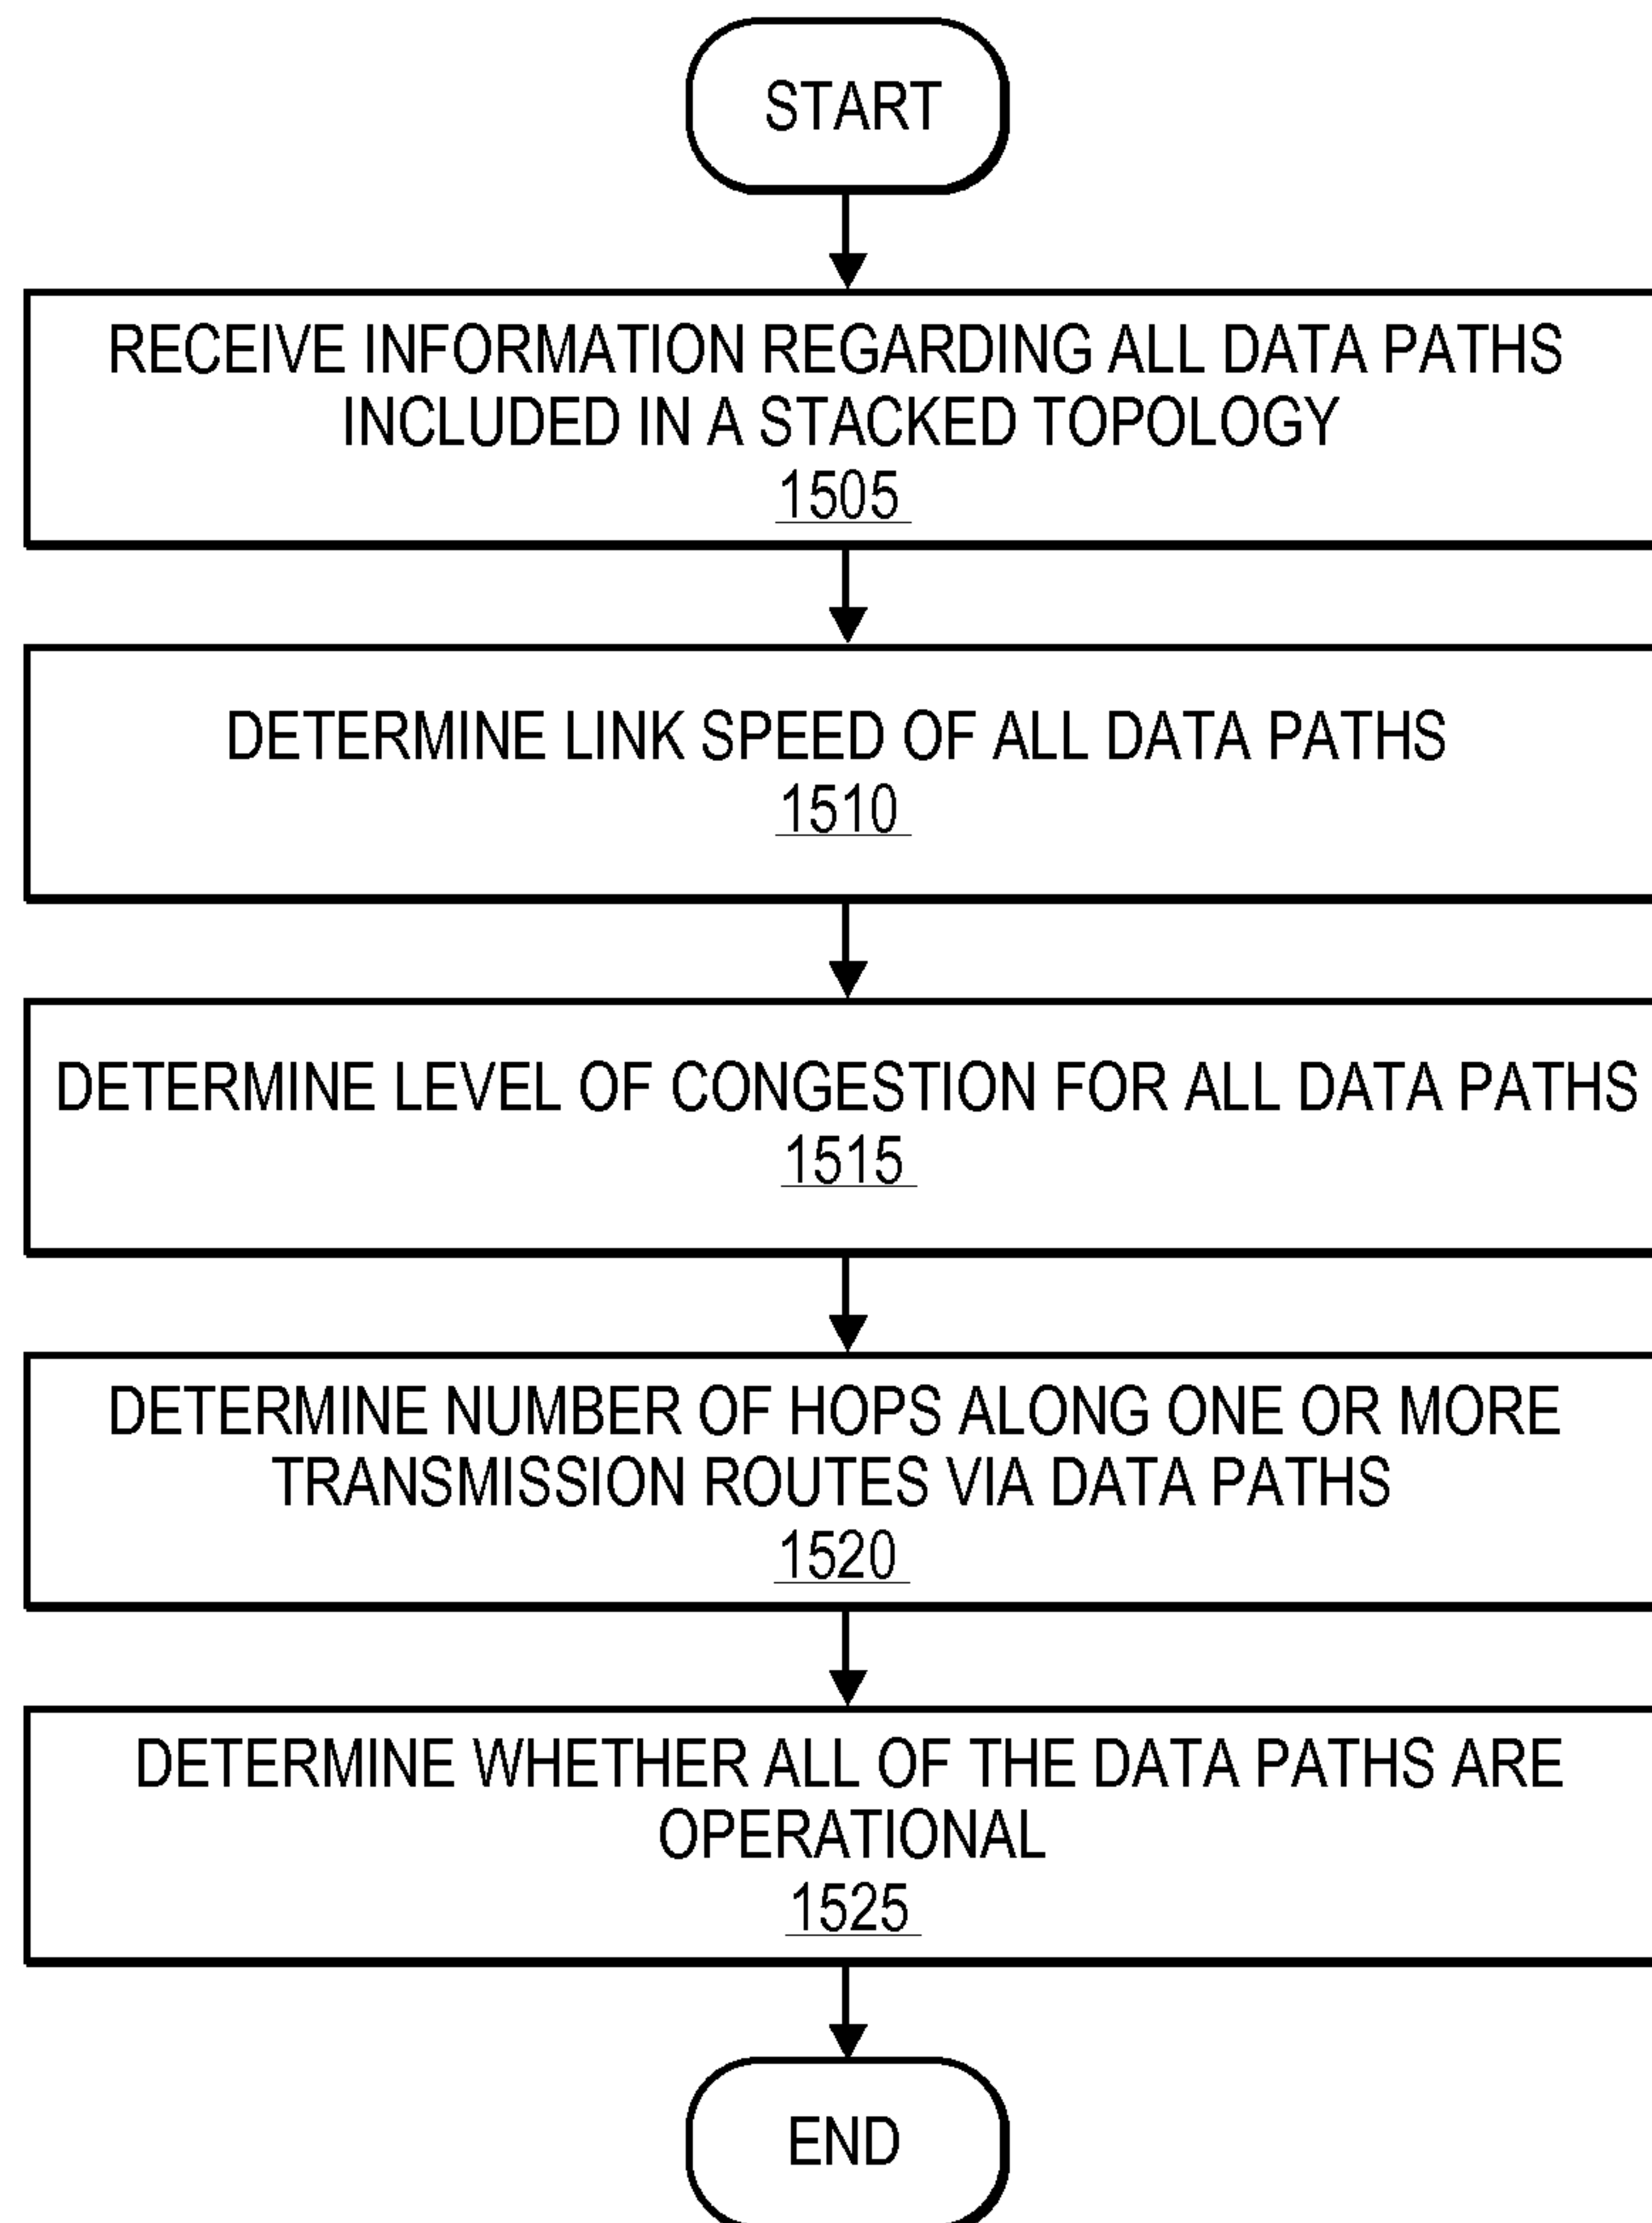 START
RECEIVE INFORMATION REGARDING ALL DATA PATHS
INCLUDED IN A STACKED TOPOLOGY
1505
DETERMINE LINK SPEED OF ALL DATA PATHS
1510
DETERMINE LEVEL OF CONGESTION FOR ALL DATA PATHS
1515
DETERMINE NUMBER OF HOPS ALONG ONE OR MORE
TRANSMISSION ROUTES VIA DATA PATHS
1520
DETERMINE WHETHER ALL OF THE DATA PATHS ARE
OPERATIONAL
1525
END